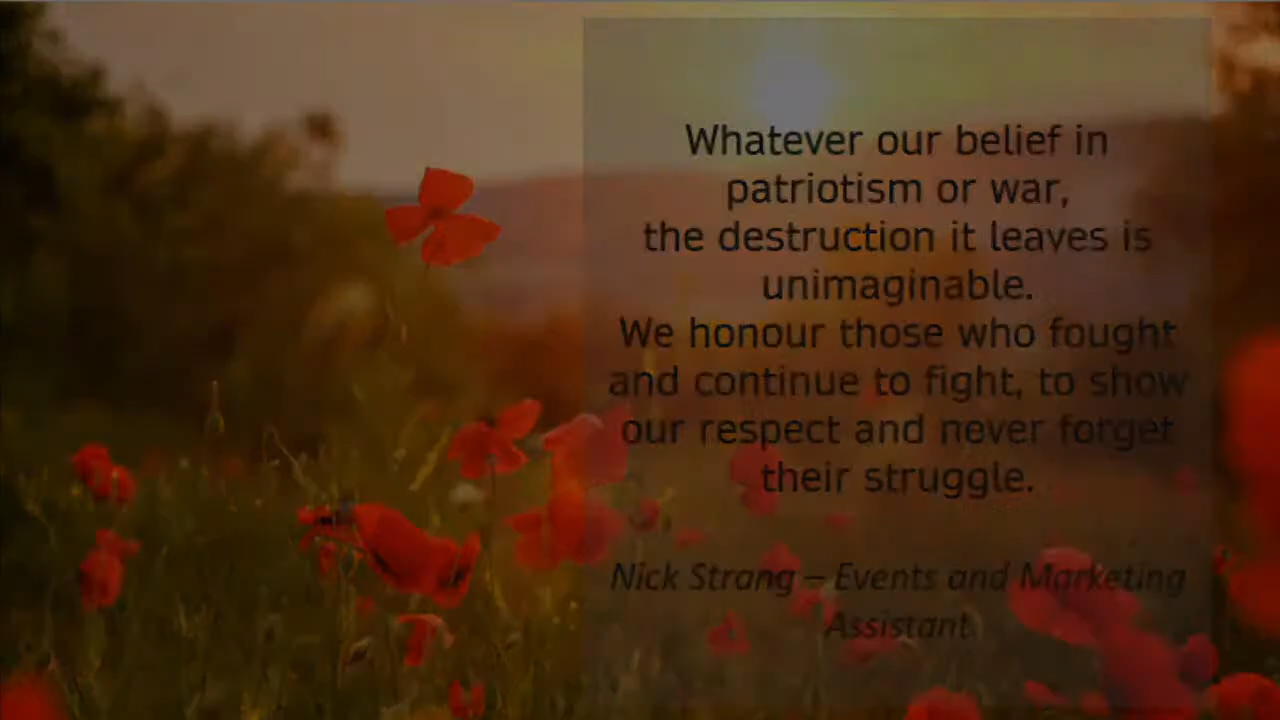 Whatever our belief in
patriotism or war,
the destruction it leaves is
unimaginable.
We honour those who fought
and continue to fight, to show
our respect and never forget
their struggle.
Nick Strang – Events and Marketing
Assistant